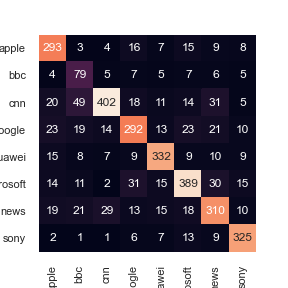 apple 293 3 4 16 7 15 9 8
bbc 4 79 5 7 5 7 6 5
cnn 20 49 402 18 11 14 31 5
oogle 23 19 14 292 13 23 21 10
uawei 15 8 7 9 332 9 10 9
rosoft 14 11 2 31 15 389 30 15
news 19 21 29 13 15 18 310 10
sony 2 1 1 6 7 13 9 325
pple bbc cnn ogle awei soft news sony